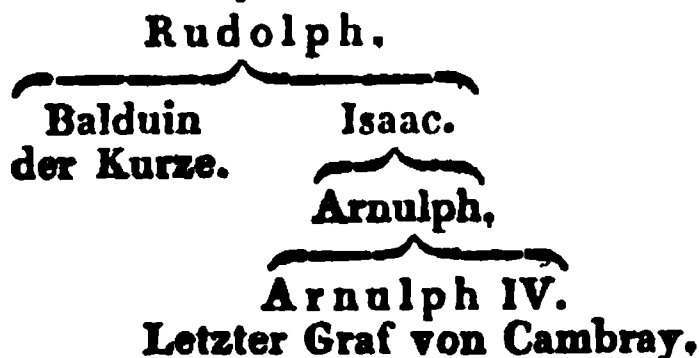 Rudolph.
Balduin Isaac.
der Kurze.
Arnulph,
Arnulph IV.
Letzter Graf von Cambray.